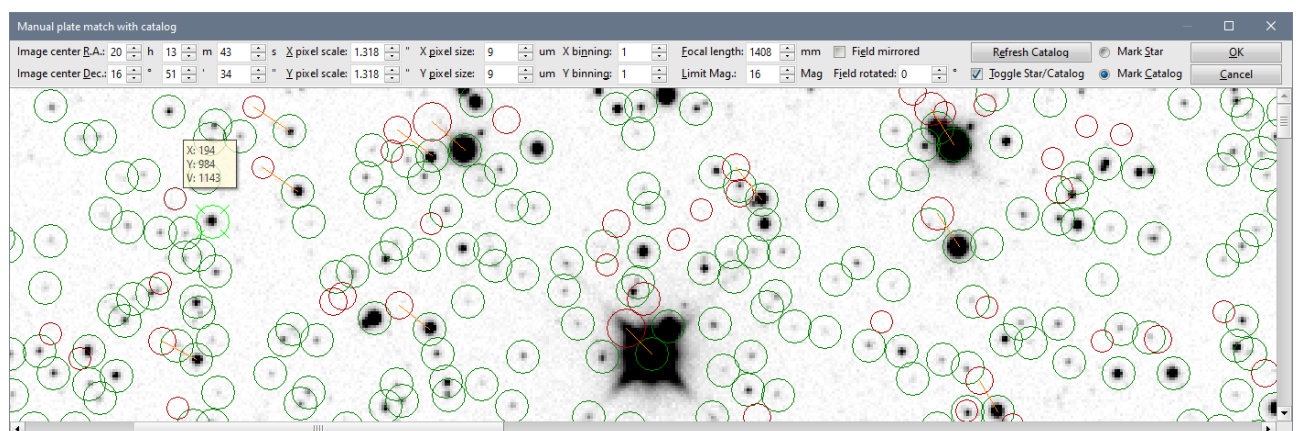 Manual plate match with catalog
Image center R.A.: 20 h 13 m 43 s X pixel scale: 1.318 " X pixel size: 9 um X binning: 1 Focal length: 1408 mm Field mirrored Refresh Catalog Mark Star OK
Image center Dec.: 16 ° 51 ' 34 " Y pixel scale: 1.318 " Y pixel size: 9 um Y binning: 1 Limit Mag.: 16 Mag Field rotated: 0 ° Toggle Star/Catalog Mark Catalog Cancel
X: 194
Y: 984
V: 1143